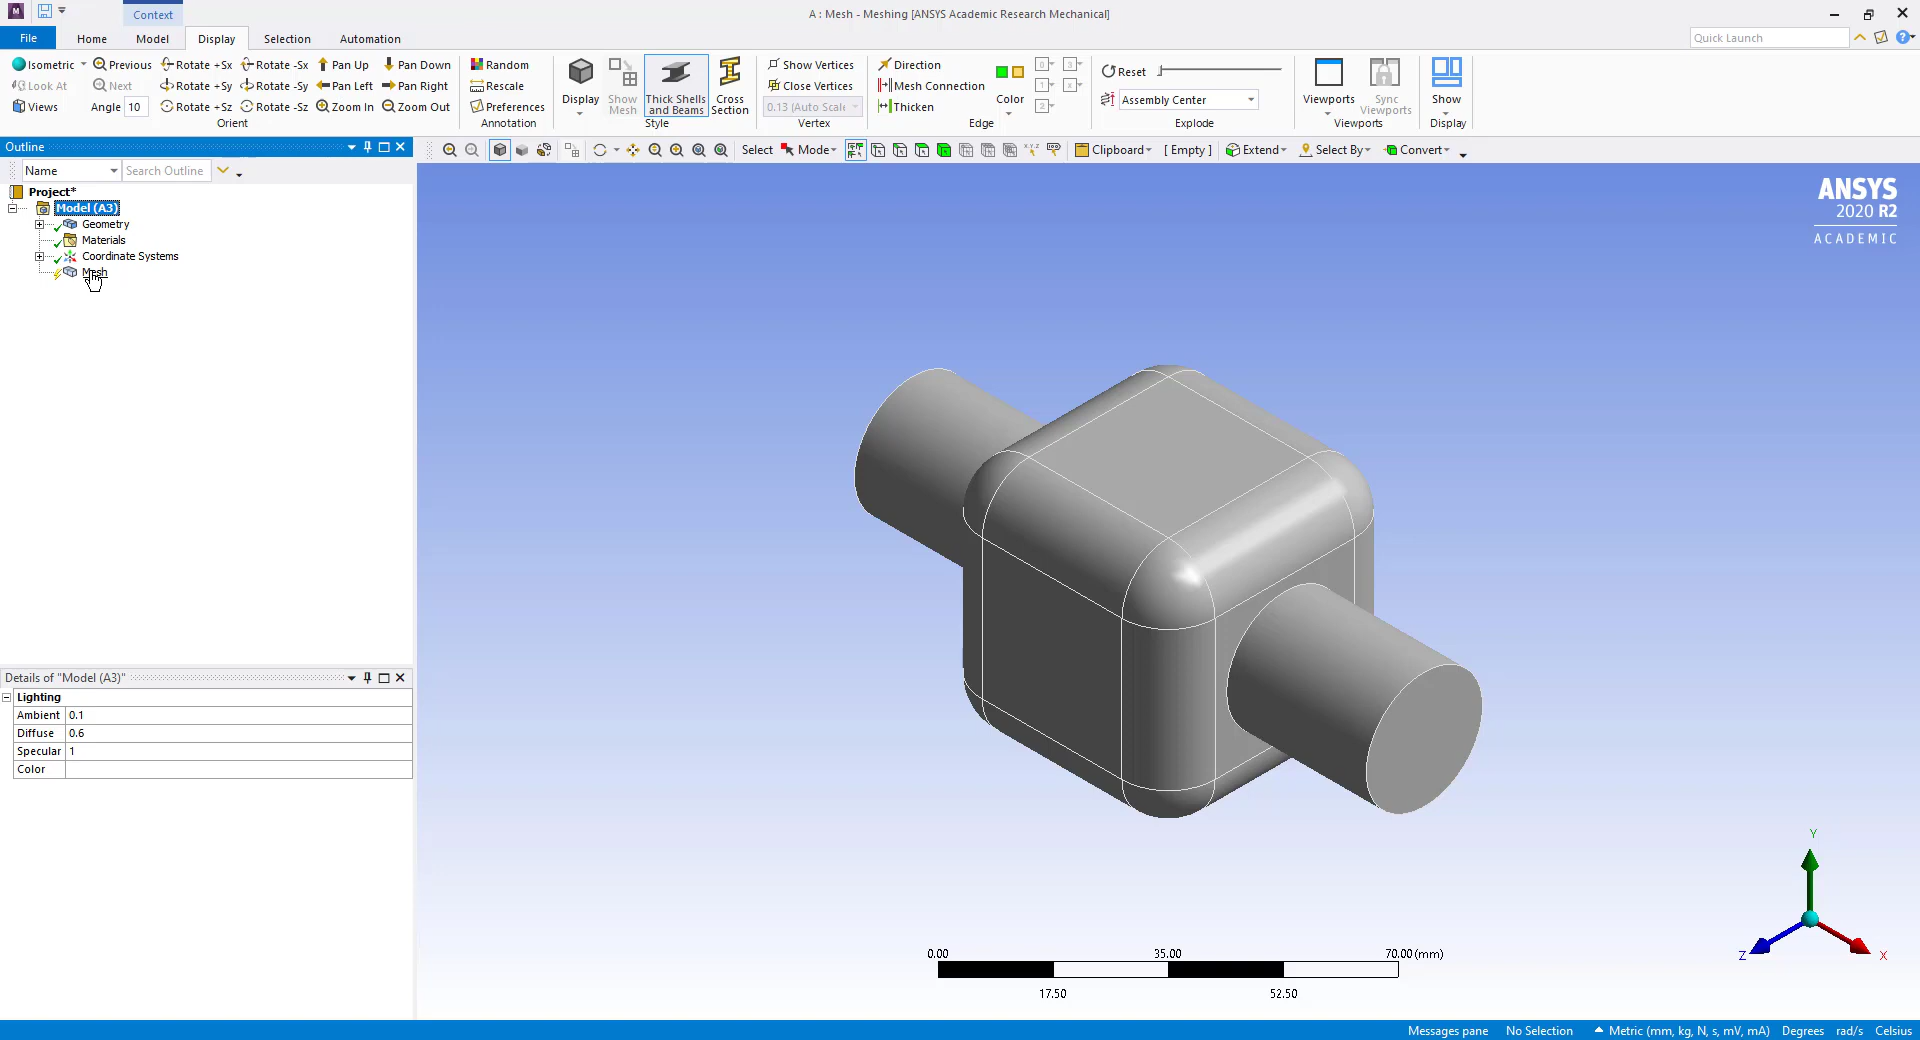 Context
A : Mesh - Meshing [ANSYS Academic Research Mechanical]
File Home Model Display Selection Automation
Quick Launch
Isometric Previous Rotate +Sx Rotate -Sx Pan Up Pan Down
Look At Next Rotate +Sy Rotate -Sy Pan Left Pan Right
Views Angle 10 Rotate +Sz Rotate -Sz Zoom In Zoom Out
Orient
Random
Rescale
Preferences
Annotation
Display
Show Mesh
Thick Shells and Beams
Cross Section
Style
Show Vertices
Close Vertices
0.13 (Auto Scale
Vertex
Direction
Mesh Connection
Thicken
Color
0 3
1 x
2
Edge
Reset
Assembly Center
Explode
Viewports
Sync Viewports
Viewports
Show
Display
Outline
Select Mode Clipboard [ Empty ] Extend Select By Convert
Name Search Outline
Project*
Model (A3)
Geometry
Materials
Coordinate Systems
Mesh
ANSYS
2020 R2
ACADEMIC
Details of "Model (A3)"
Lighting
Ambient 0.1
Diffuse 0.6
Specular 1
Color
Y
Z
X
0.00 35.00 70.00 (mm)
17.50 52.50
Messages pane No Selection Metric (mm, kg, N, s, mV, mA) Degrees rad/s Celsius